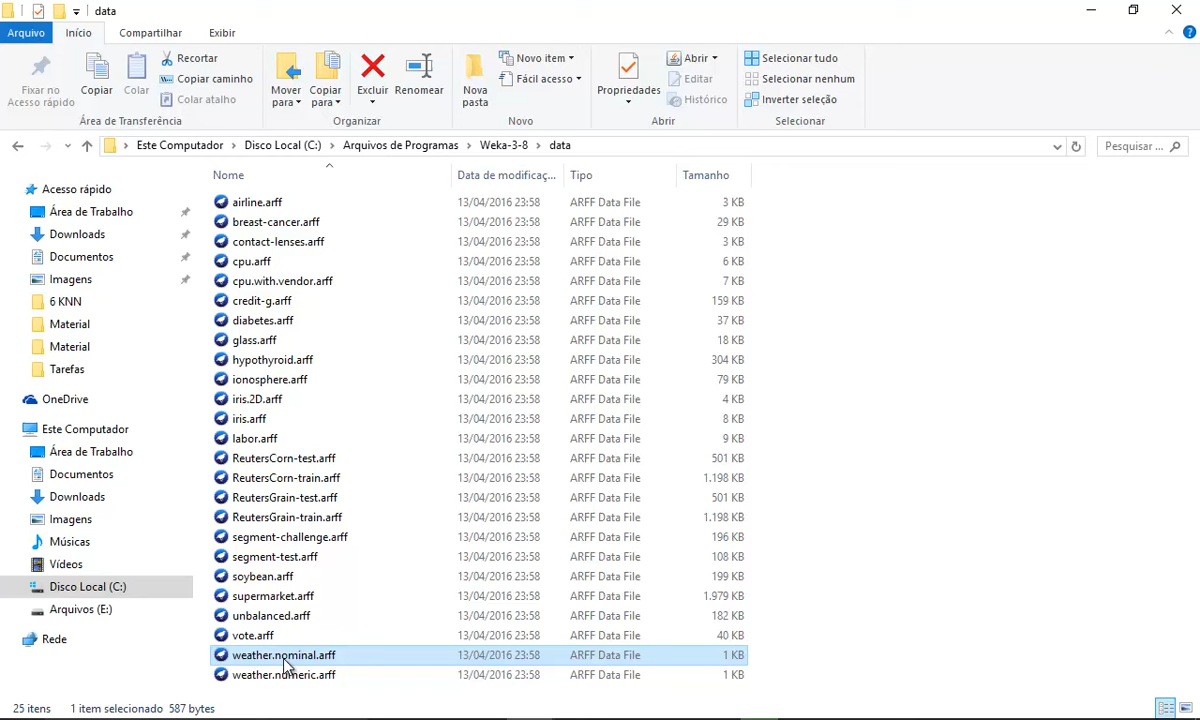 data
Arquivo Início Compartilhar Exibir
Fixar no Acesso rápido
Copiar
Colar
Recortar
Copiar caminho
Colar atalho
Área de Transferência
Mover para
Copiar para
Excluir
Renomear
Organizar
Nova pasta
Novo item
Fácil acesso
Novo
Propriedades
Abrir
Editar
Histórico
Abrir
Selecionar tudo
Selecionar nenhum
Inverter seleção
Selecionar
Este Computador › Disco Local (C:) › Arquivos de Programas › Weka-3-8 › data
Pesquisar ...
Acesso rápido
Área de Trabalho
Downloads
Documentos
Imagens
6 KNN
Material
Material
Tarefas
OneDrive
Este Computador
Área de Trabalho
Documentos
Downloads
Imagens
Músicas
Vídeos
Disco Local (C:)
Arquivos (E:)
Rede
Nome Data de modificaç... Tipo Tamanho
airline.arff 13/04/2016 23:58 ARFF Data File 3 KB
breast-cancer.arff 13/04/2016 23:58 ARFF Data File 29 KB
contact-lenses.arff 13/04/2016 23:58 ARFF Data File 3 KB
cpu.arff 13/04/2016 23:58 ARFF Data File 6 KB
cpu.with.vendor.arff 13/04/2016 23:58 ARFF Data File 7 KB
credit-g.arff 13/04/2016 23:58 ARFF Data File 159 KB
diabetes.arff 13/04/2016 23:58 ARFF Data File 37 KB
glass.arff 13/04/2016 23:58 ARFF Data File 18 KB
hypothyroid.arff 13/04/2016 23:58 ARFF Data File 304 KB
ionosphere.arff 13/04/2016 23:58 ARFF Data File 79 KB
iris.2D.arff 13/04/2016 23:58 ARFF Data File 4 KB
iris.arff 13/04/2016 23:58 ARFF Data File 8 KB
labor.arff 13/04/2016 23:58 ARFF Data File 9 KB
ReutersCorn-test.arff 13/04/2016 23:58 ARFF Data File 501 KB
ReutersCorn-train.arff 13/04/2016 23:58 ARFF Data File 1.198 KB
ReutersGrain-test.arff 13/04/2016 23:58 ARFF Data File 501 KB
ReutersGrain-train.arff 13/04/2016 23:58 ARFF Data File 1.198 KB
segment-challenge.arff 13/04/2016 23:58 ARFF Data File 196 KB
segment-test.arff 13/04/2016 23:58 ARFF Data File 108 KB
soybean.arff 13/04/2016 23:58 ARFF Data File 199 KB
supermarket.arff 13/04/2016 23:58 ARFF Data File 1.979 KB
unbalanced.arff 13/04/2016 23:58 ARFF Data File 182 KB
vote.arff 13/04/2016 23:58 ARFF Data File 40 KB
weather.nominal.arff 13/04/2016 23:58 ARFF Data File 1 KB
weather.numeric.arff 13/04/2016 23:58 ARFF Data File 1 KB
25 itens 1 item selecionado 587 bytes